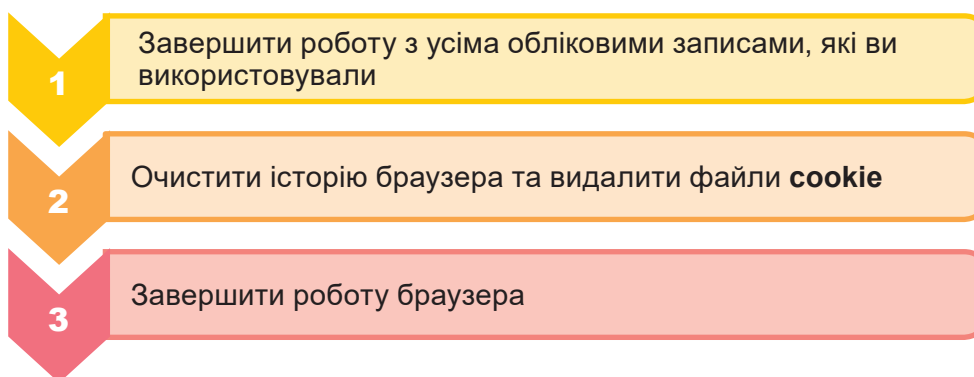 1
Завершити роботу з усіма обліковими записами, які ви
використовували
2
Очистити історію браузера та видалити файли cookie
3
Завершити роботу браузера